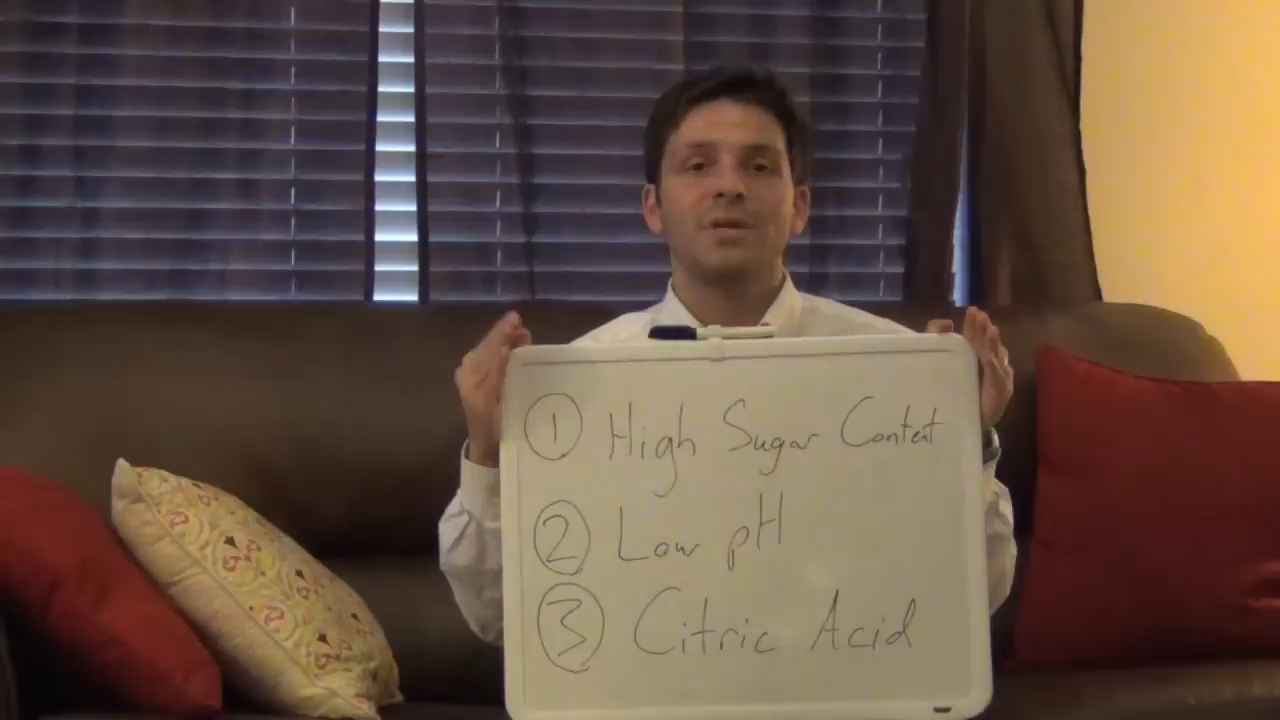 ① High Sugar Content
② Low pH
③ Citric Acid